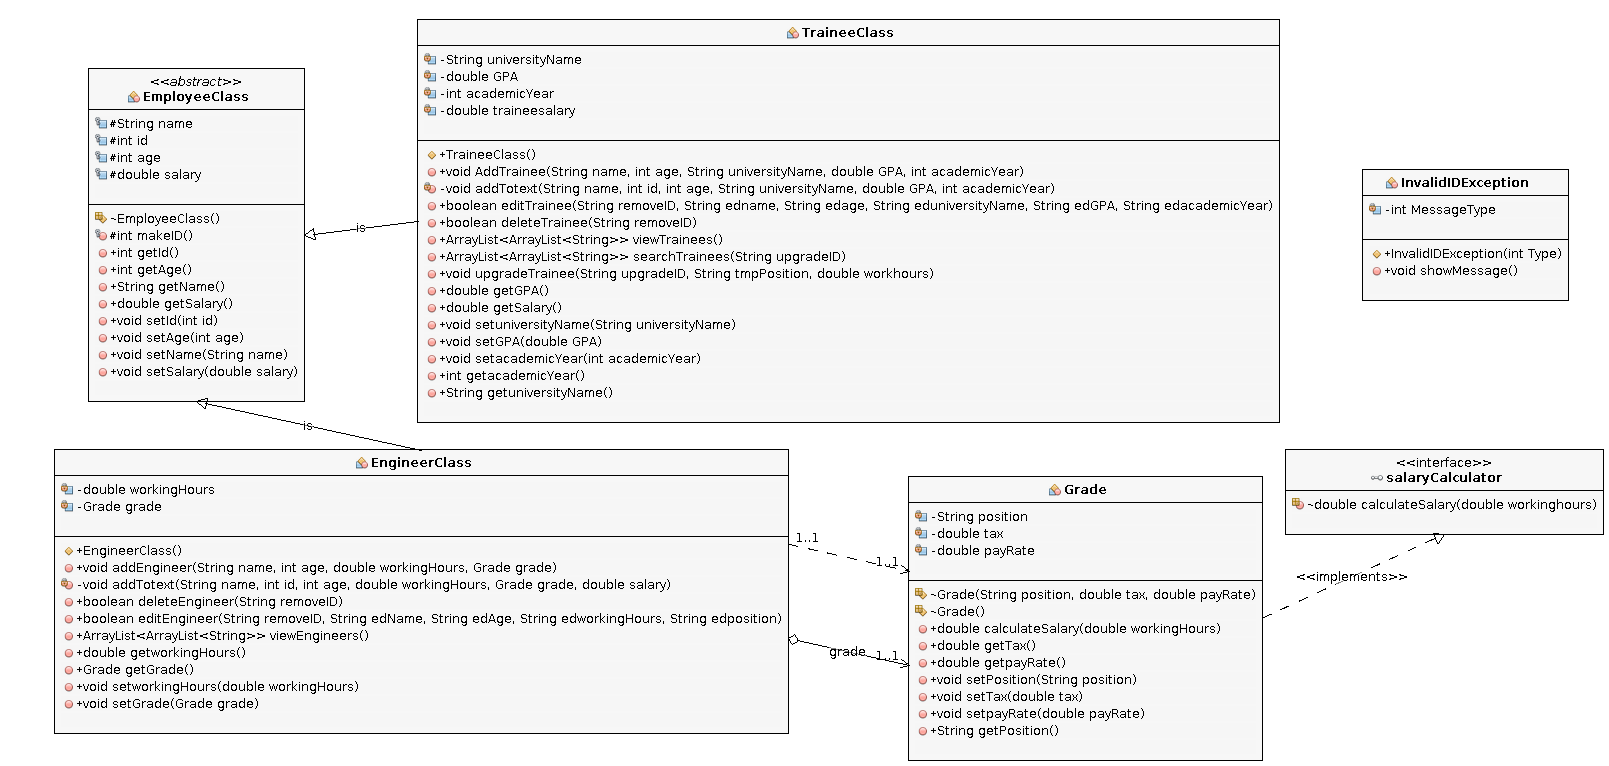 TraineeClass
-String universityName
-double GPA
-int academicYear
-double traineesalary
+TraineeClass()
+void AddTrainee(String name, int age, String universityName, double GPA, int academicYear)
-void addTotext(String name, int id, int age, String universityName, double GPA, int academicYear)
+boolean editTrainee(String removeID, String edname, String edage, String eduniversityName, String edGPA, String edacademicYear)
+boolean deleteTrainee(String removeID)
+ArrayList<ArrayList<String>> viewTrainees()
+ArrayList<ArrayList<String>> searchTrainees(String upgradeID)
+void upgradeTrainee(String upgradeID, String tmpPosition, double workhours)
+double getGPA()
+double getSalary()
+void setuniversityName(String universityName)
+void setGPA(double GPA)
+void setacademicYear(int academicYear)
+int getacademicYear()
+String getuniversityName()
<<abstract>>
EmployeeClass
#String name
#int id
#int age
#double salary
~EmployeeClass()
#int makeID()
+int getId()
+int getAge()
+String getName()
+double getSalary()
+void setId(int id)
+void setAge(int age)
+void setName(String name)
+void setSalary(double salary)
is
InvalidIDException
-int MessageType
+InvalidIDException(int Type)
+void showMessage()
is
EngineerClass
-double workingHours
-Grade grade
+EngineerClass()
+void addEngineer(String name, int age, double workingHours, Grade grade)
-void addTotext(String name, int id, int age, double workingHours, Grade grade, double salary)
+boolean deleteEngineer(String removeID)
+boolean editEngineer(String removeID, String edName, String edAge, String edworkingHours, String edposition)
+ArrayList<ArrayList<String>> viewEngineers()
+double getworkingHours()
+Grade getGrade()
+void setworkingHours(double workingHours)
+void setGrade(Grade grade)
1..1
1..1
grade
1..1
Grade
-String position
-double tax
-double payRate
~Grade(String position, double tax, double payRate)
~Grade()
+double calculateSalary(double workingHours)
+double getTax()
+double getpayRate()
+void setPosition(String position)
+void setTax(double tax)
+void setpayRate(double payRate)
+String getPosition()
<<interface>>
salaryCalculator
~double calculateSalary(double workinghours)
<<implements>>